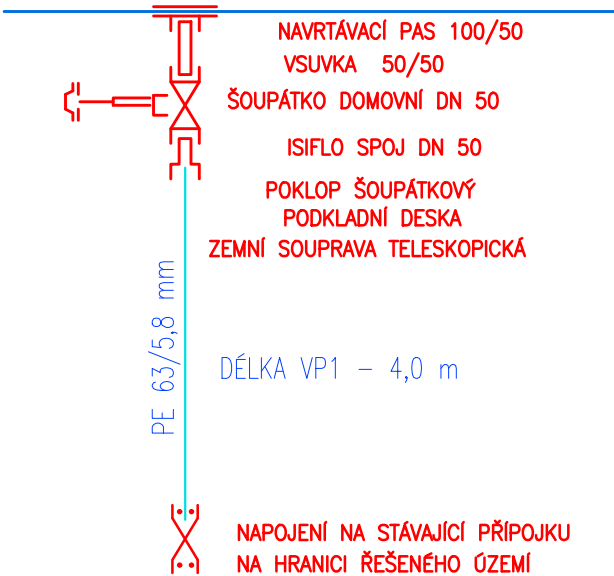 NAVRTÁVACÍ PAS 100/50
VSUVKA 50/50
ŠOUPÁTKO DOMOVNÍ DN 50
ISIFLO SPOJ DN 50
POKLOP ŠOUPÁTKOVÝ
PODKLADNÍ DESKA
ZEMNÍ SOUPRAVA TELESKOPICKÁ
PE 63/5,8 mm
DÉLKA VP1 – 4,0 m
NAPOJENÍ NA STÁVAJÍCÍ PŘÍPOJKU
NA HRANICI ŘEŠENÉHO ÚZEMÍ